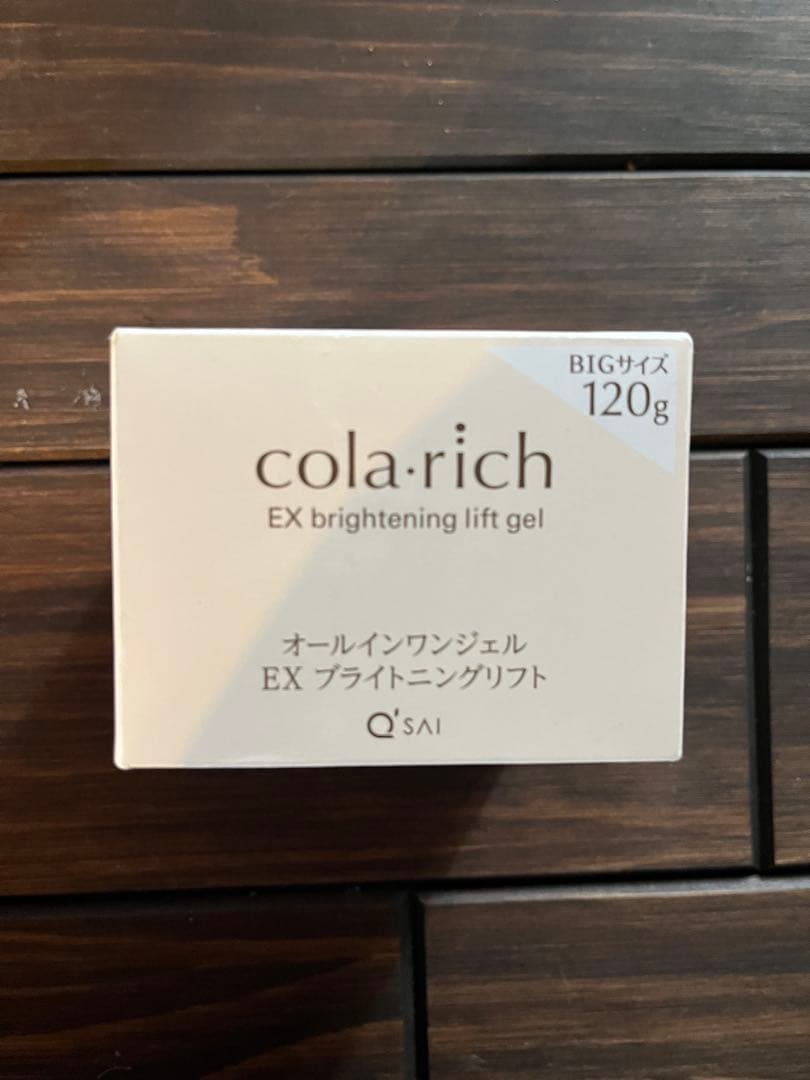 BIGサイズ
120g
cola·rich
EX brightening lift gel
オールインワンジェル
EX ブライトニングリフト
Q'SAI